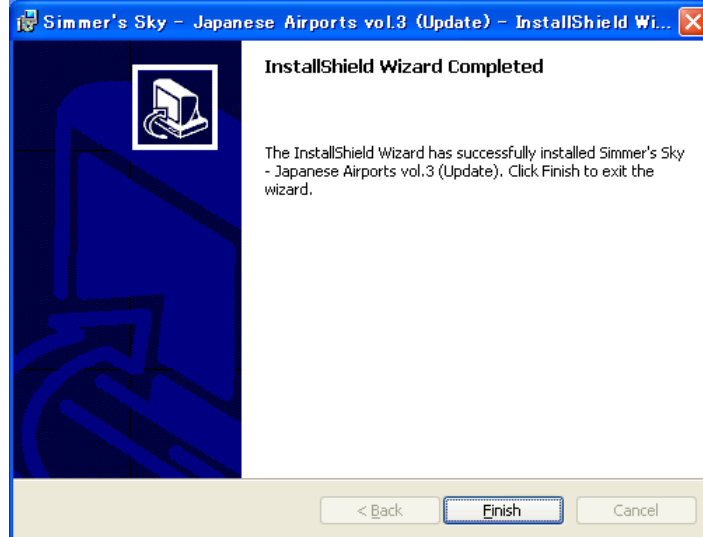 Simmer's Sky - Japanese Airports vol.3 (Update) - InstallShield Wi...
InstallShield Wizard Completed
The InstallShield Wizard has successfully installed Simmer's Sky
- Japanese Airports vol.3 (Update). Click Finish to exit the
wizard.
< Back Finish Cancel